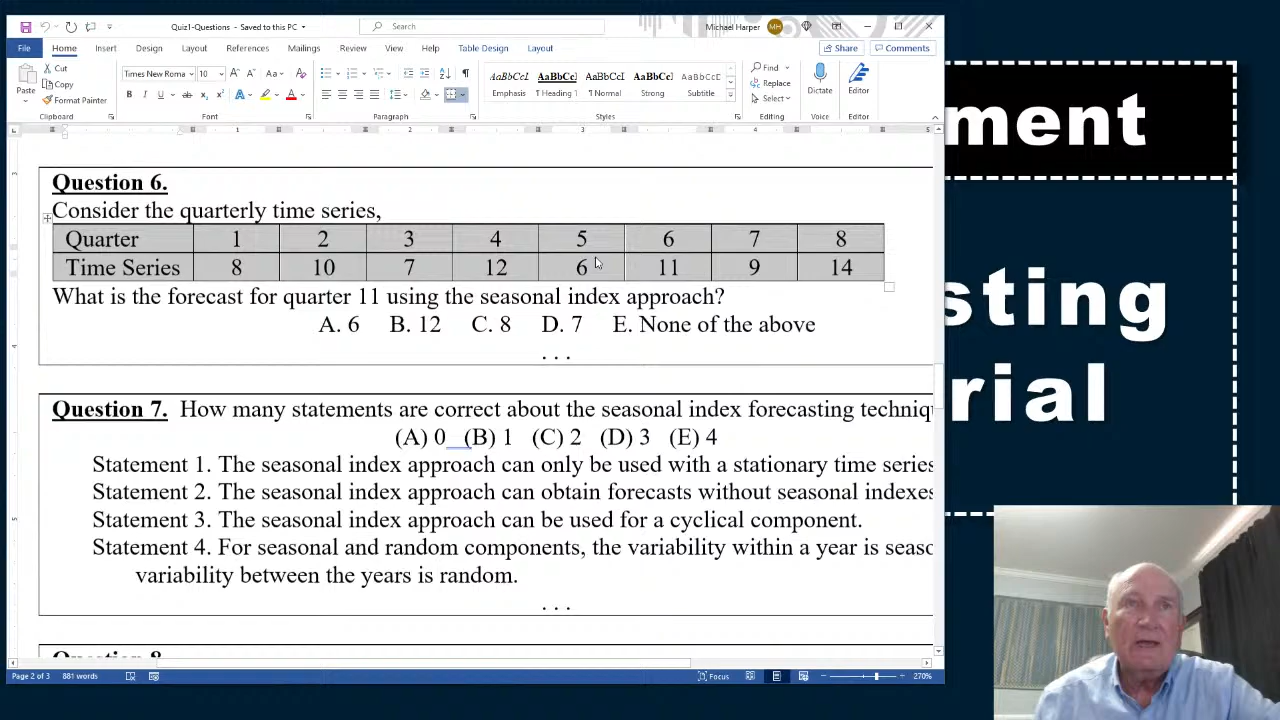 Quiz1-Questions - Saved to this PC
Search
Michael Harper MH
File Home Insert Design Layout References Mailings Review View Help Table Design Layout Share Comments
Paste Cut Copy Format Painter
Clipboard
Times New Roma 10
Font
Paragraph
AaBbCcI AaBbCcI AaBbCcI AaBbCcI AaBbCcI
Emphasis ¶ Heading 1 ¶ Normal Strong Subtitle
Styles
Find Replace Select
Editing
Dictate
Voice
Editor
Editor
ment
sting
rial
Question 6.
Consider the quarterly time series,
Quarter 1 2 3 4 5 6 7 8
Time Series 8 10 7 12 6 11 9 14
What is the forecast for quarter 11 using the seasonal index approach?
A. 6 B. 12 C. 8 D. 7 E. None of the above
. . .
Question 7. How many statements are correct about the seasonal index forecasting techniq
(A) 0 (B) 1 (C) 2 (D) 3 (E) 4
Statement 1. The seasonal index approach can only be used with a stationary time series
Statement 2. The seasonal index approach can obtain forecasts without seasonal indexes
Statement 3. The seasonal index approach can be used for a cyclical component.
Statement 4. For seasonal and random components, the variability within a year is seaso
variability between the years is random.
. . .
Question 8
Page 2 of 3 881 words Focus 270%